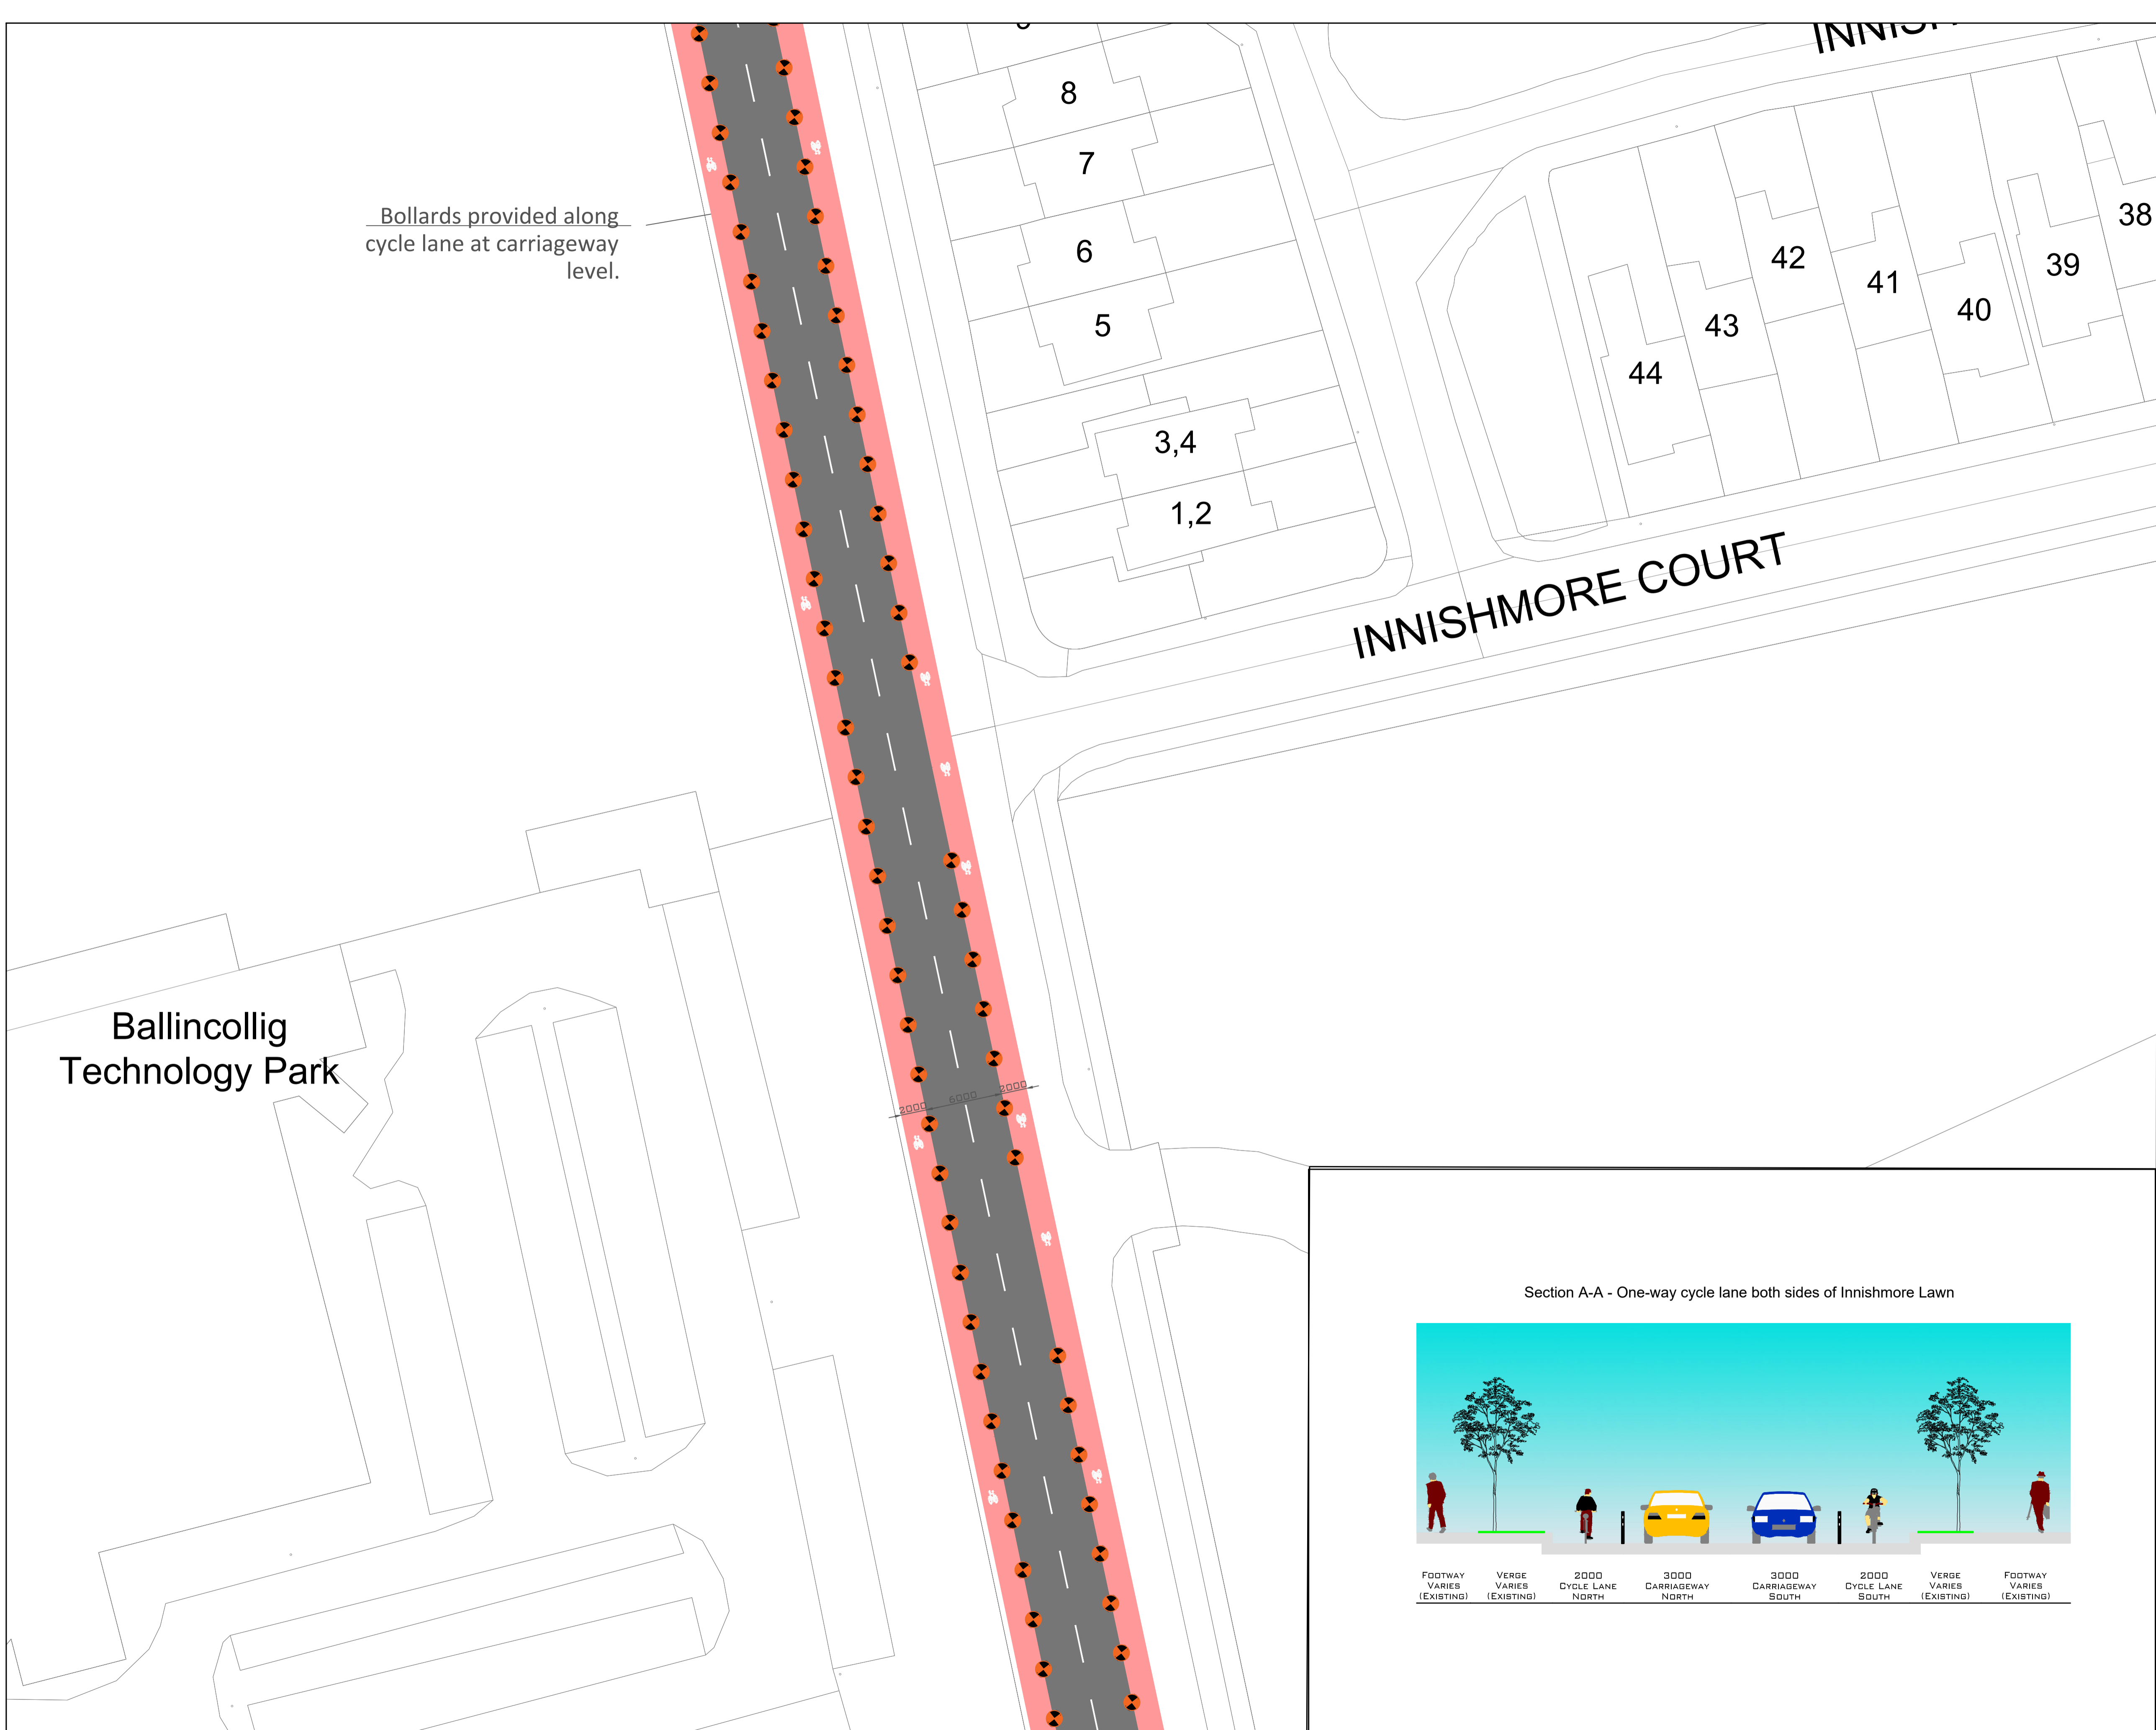 8
7
6
5
3,4
1,2
Bollards provided along
cycle lane at carriageway
level.
38
39
40
41
42
43
44
INNISHMORE COURT
Ballincollig
Technology Park
2000
6000
2000
Section A-A - One-way cycle lane both sides of Innishmore Lawn
FOOTWAY
VARIES
(EXISTING)
VERGE
VARIES
(EXISTING)
2000
CYCLE LANE
NORTH
3000
CARRIAGEWAY
NORTH
3000
CARRIAGEWAY
SOUTH
2000
CYCLE LANE
SOUTH
VERGE
VARIES
(EXISTING)
FOOTWAY
VARIES
(EXISTING)